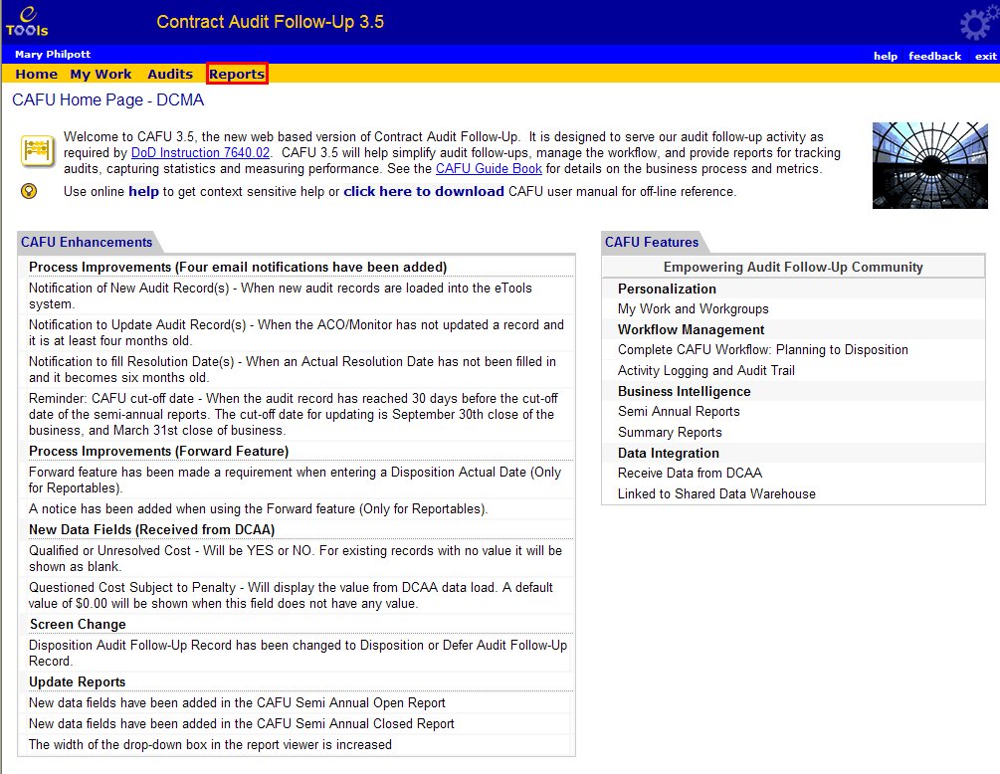 e
TOOls
Contract Audit Follow-Up 3.5
Mary Philpott
help feedback exit
Home My Work Audits Reports
CAFU Home Page - DCMA
Welcome to CAFU 3.5, the new web based version of Contract Audit Follow-Up. It is designed to serve our audit follow-up activity as
required by DoD Instruction 7640.02. CAFU 3.5 will help simplify audit follow-ups, manage the workflow, and provide reports for tracking
audits, capturing statistics and measuring performance. See the CAFU Guide Book for details on the business process and metrics.
Use online help to get context sensitive help or click here to download CAFU user manual for off-line reference.
CAFU Enhancements
Process Improvements (Four email notifications have been added)
Notification of New Audit Record(s) - When new audit records are loaded into the eTools
system.
Notification to Update Audit Record(s) - When the ACO/Monitor has not updated a record and
it is at least four months old.
Notification to fill Resolution Date(s) - When an Actual Resolution Date has not been filled in
and it becomes six months old.
Reminder: CAFU cut-off date - When the audit record has reached 30 days before the cut-off
date of the semi-annual reports. The cut-off date for updating is September 30th close of the
business, and March 31st close of business.
Process Improvements (Forward Feature)
Forward feature has been made a requirement when entering a Disposition Actual Date (Only
for Reportables).
A notice has been added when using the Forward feature (Only for Reportables).
New Data Fields (Received from DCAA)
Qualified or Unresolved Cost - Will be YES or NO. For existing records with no value it will be
shown as blank.
Questioned Cost Subject to Penalty - Will display the value from DCAA data load. A default
value of $0.00 will be shown when this field does not have any value.
Screen Change
Disposition Audit Follow-Up Record has been changed to Disposition or Defer Audit Follow-Up
Record.
Update Reports
New data fields have been added in the CAFU Semi Annual Open Report
New data fields have been added in the CAFU Semi Annual Closed Report
The width of the drop-down box in the report viewer is increased
CAFU Features
Empowering Audit Follow-Up Community
Personalization
My Work and Workgroups
Workflow Management
Complete CAFU Workflow: Planning to Disposition
Activity Logging and Audit Trail
Business Intelligence
Semi Annual Reports
Summary Reports
Data Integration
Receive Data from DCAA
Linked to Shared Data Warehouse